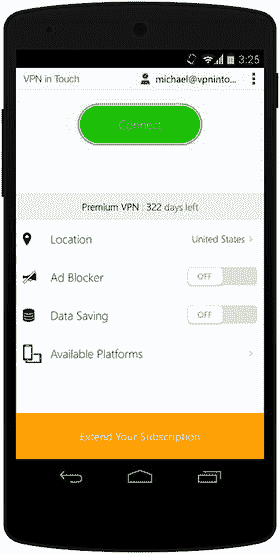 3:25
VPN in Touch michael@vpninto...
Connect
Premium VPN : 322 days left
Location United States
Ad Blocker OFF
Data Saving OFF
Available Platforms
Extend Your Subscription